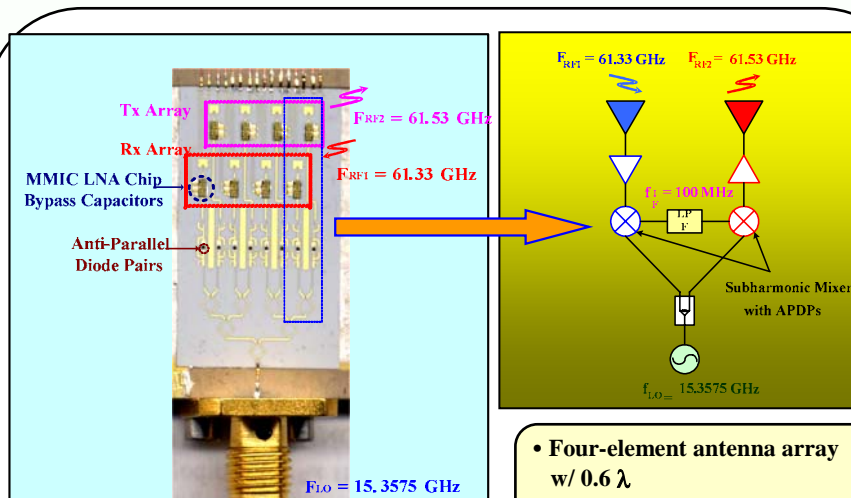 Tx Array
FRF2 = 61.53 GHz
Rx Array
FRF1 = 61.33 GHz
MMIC LNA Chip
Bypass Capacitors
Anti-Parallel
Diode Pairs
FLO = 15.3575 GHz
FRF1 = 61.33 GHz
FRF2 = 61.53 GHz
fIF = 100 MHz
LPF
Subharmonic Mixer
with APDPs
fLO= 15.3575 GHz
• Four-element antenna array
w/ 0.6 λ